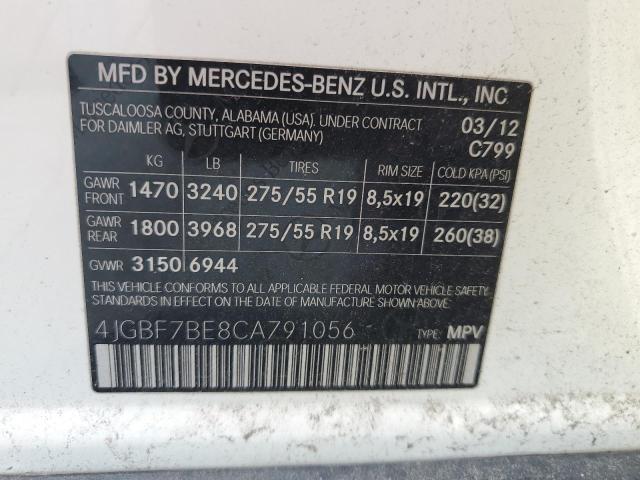 MFD BY MERCEDES-BENZ U.S. INTL., INC
TUSCALOOSA COUNTY, ALABAMA (USA). UNDER CONTRACT
FOR DAIMLER AG, STUTTGART (GERMANY)
03/12
C799
KG LB TIRES RIM SIZE COLD KPA(PSI)
GAWR FRONT 1470 3240 275/55 R19 8,5x19 220(32)
GAWR REAR 1800 3968 275/55 R19 8,5x19 260(38)
GVWR 3150 6944
THIS VEHICLE CONFORMS TO ALL APPLICABLE FEDERAL MOTOR VEHICLE SAFETY
STANDARDS IN EFFECT ON THE DATE OF MANUFACTURE SHOWN ABOVE.
4JGBF7BE8CA791056 TYPE: MPV